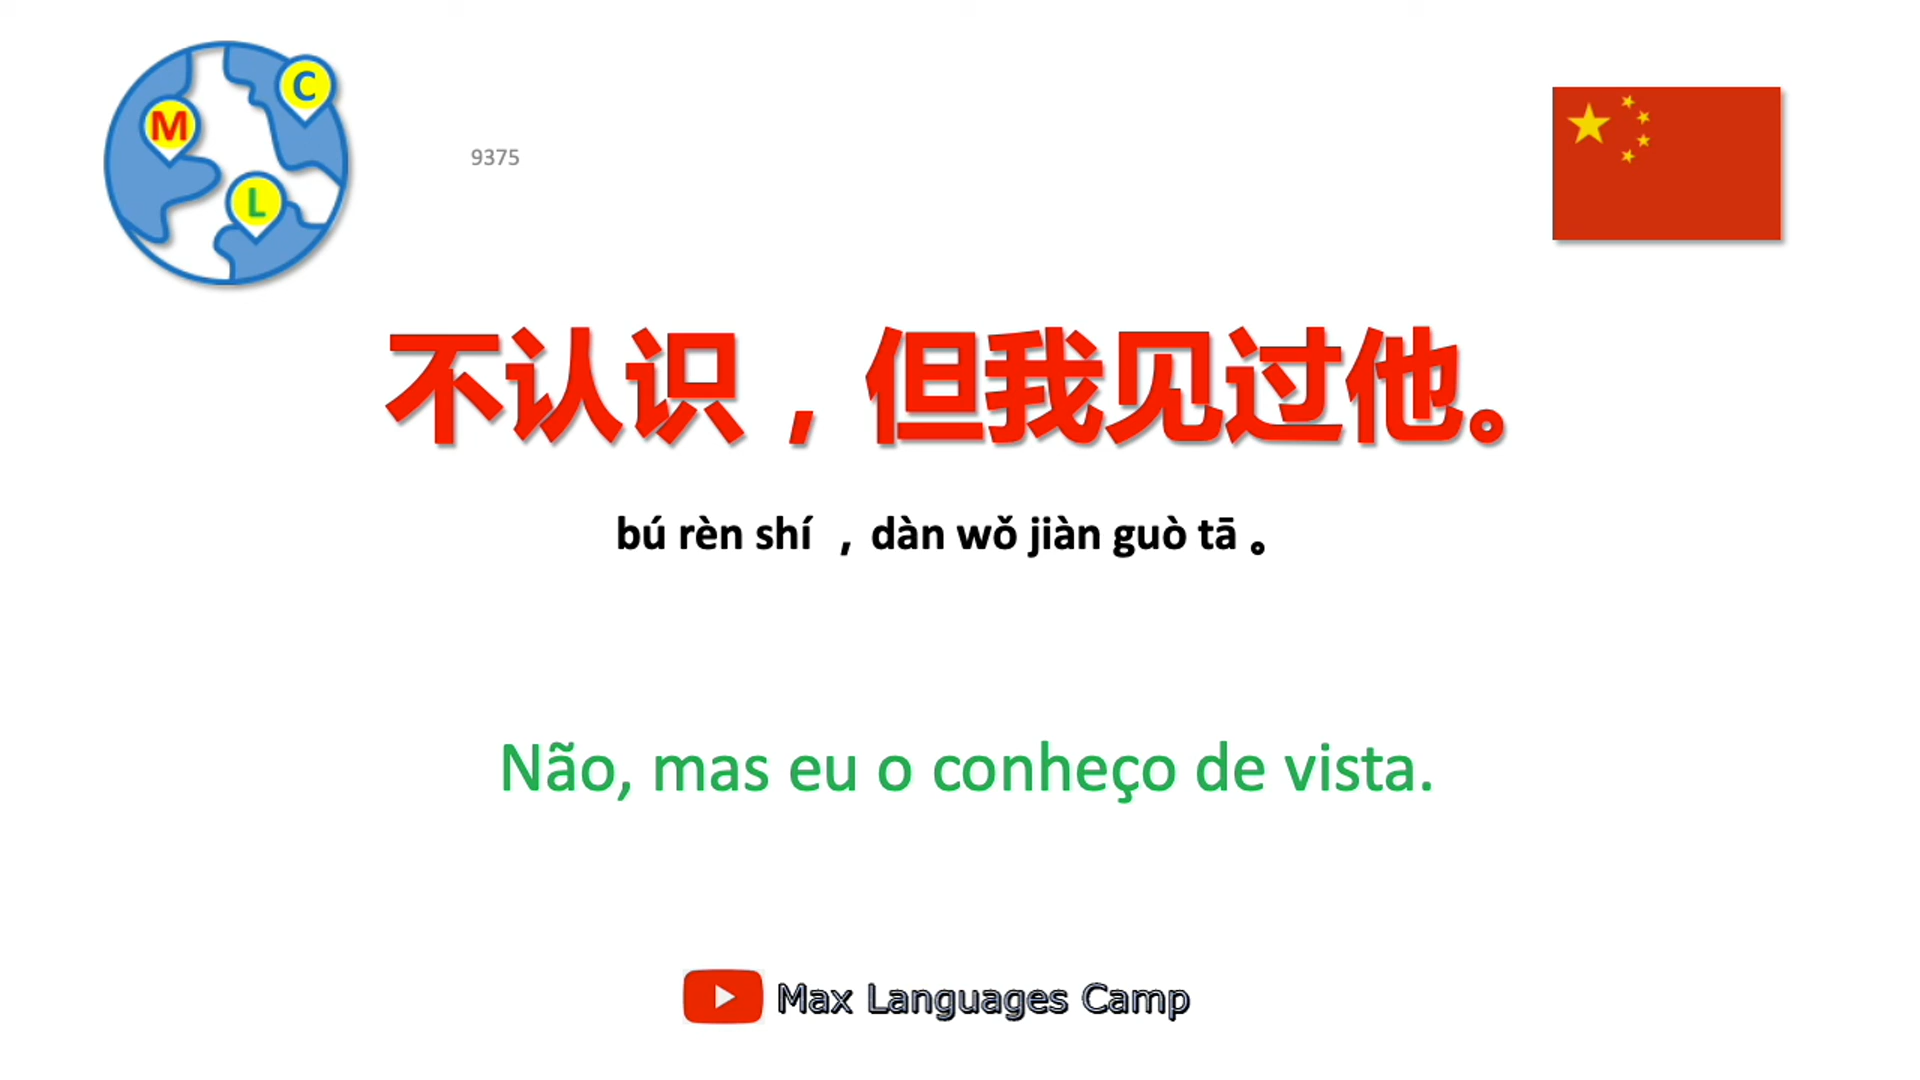 C
M
L
9375
不认识，但我见过他。
bú rèn shí ，dàn wǒ jiàn guò tā 。
Não, mas eu o conheço de vista.
Max Languages Camp